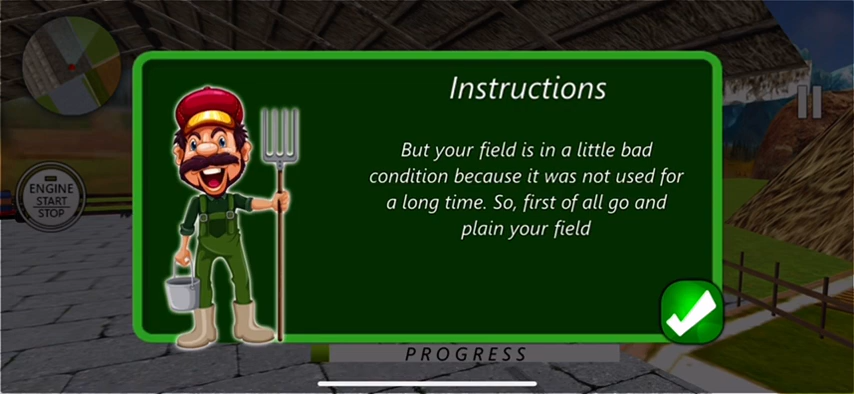 Instructions
But your field is in a little bad
condition because it was not used for
a long time. So, first of all go and
plain your field
ENGINE
START
STOP
PROGRESS